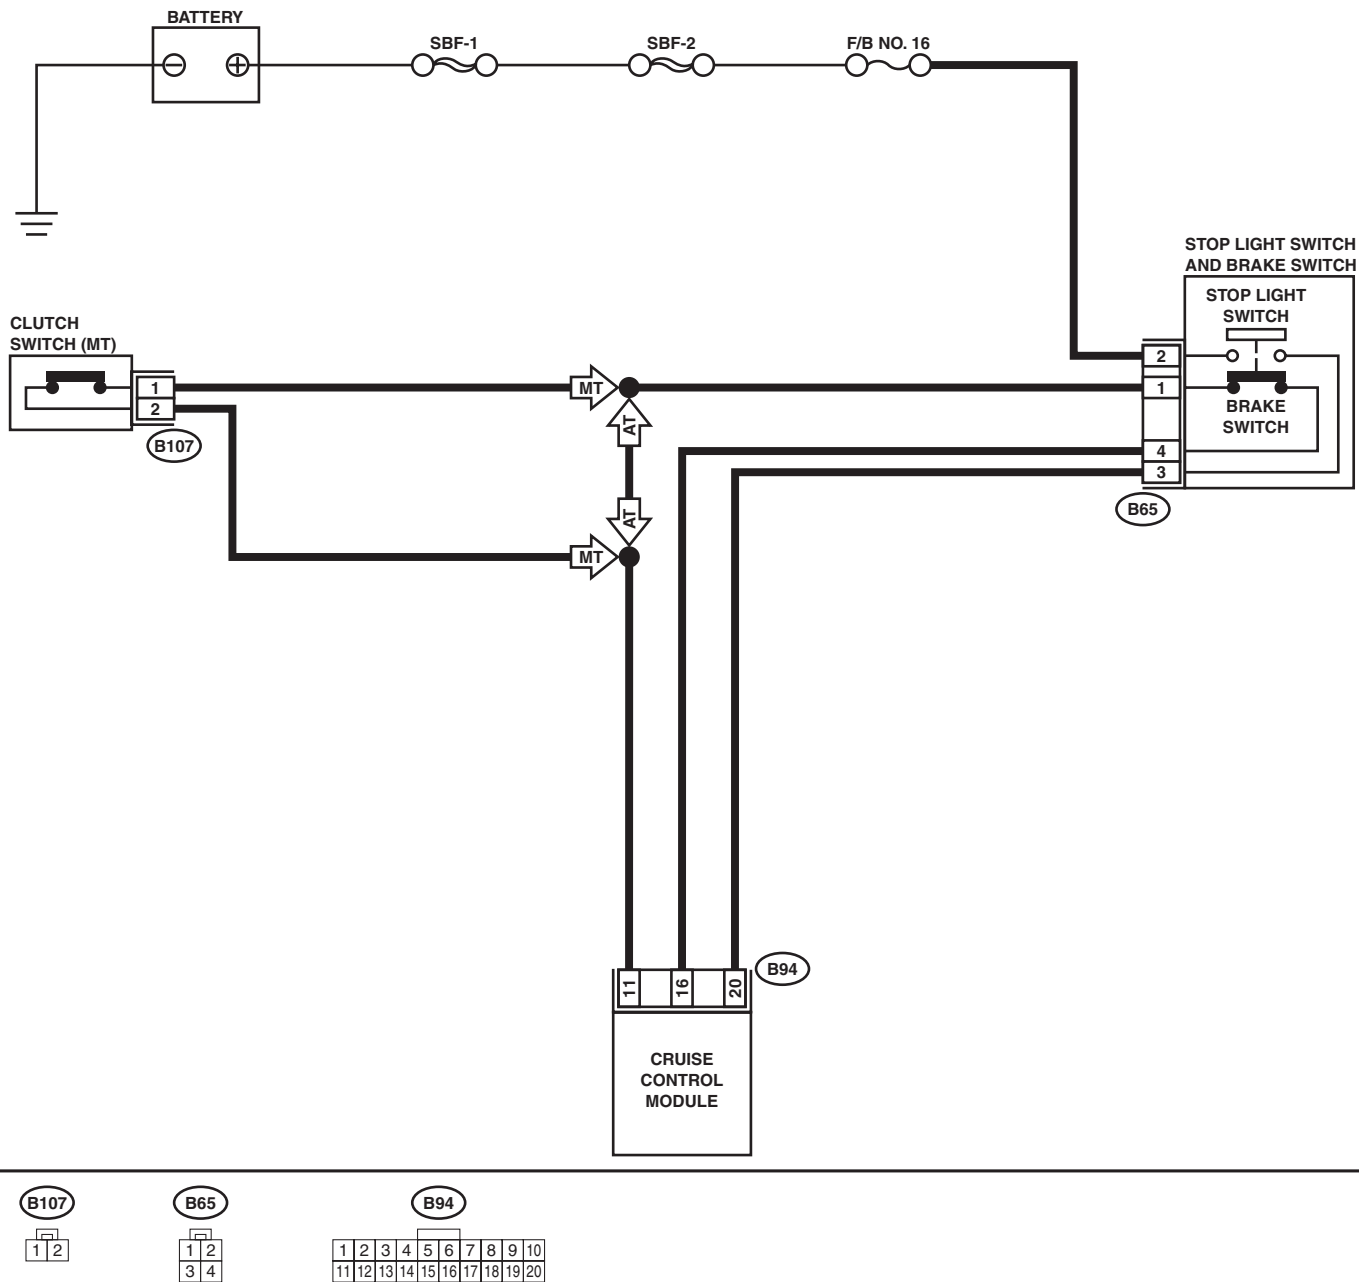 BATTERY
SBF-1
SBF-2
F/B NO. 16
STOP LIGHT SWITCH
AND BRAKE SWITCH
STOP LIGHT
SWITCH
CLUTCH
SWITCH (MT)
2
1
MT
1
BRAKE
SWITCH
2
AT
B107
4
3
AT
B65
MT
B94
11
16
20
CRUISE
CONTROL
MODULE
B107
B65
B94
1 2
1 2
3 4
1 2 3 4 5 6 7 8 9 10
11 12 13 14 15 16 17 18 19 20